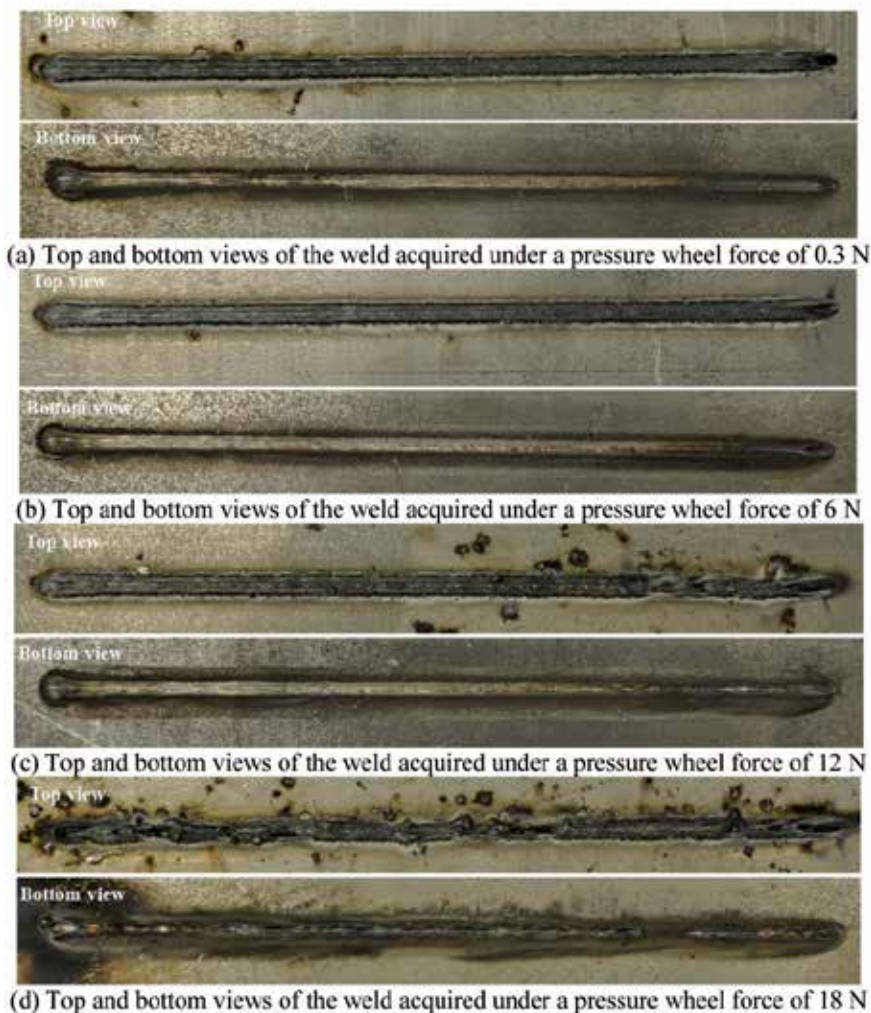 Top view
Bottom view
(a) Top and bottom views of the weld acquired under a pressure wheel force of 0.3 N
Top view
Bottom view
(b) Top and bottom views of the weld acquired under a pressure wheel force of 6 N
Top view
Bottom view
(c) Top and bottom views of the weld acquired under a pressure wheel force of 12 N
Top view
Bottom view
(d) Top and bottom views of the weld acquired under a pressure wheel force of 18 N